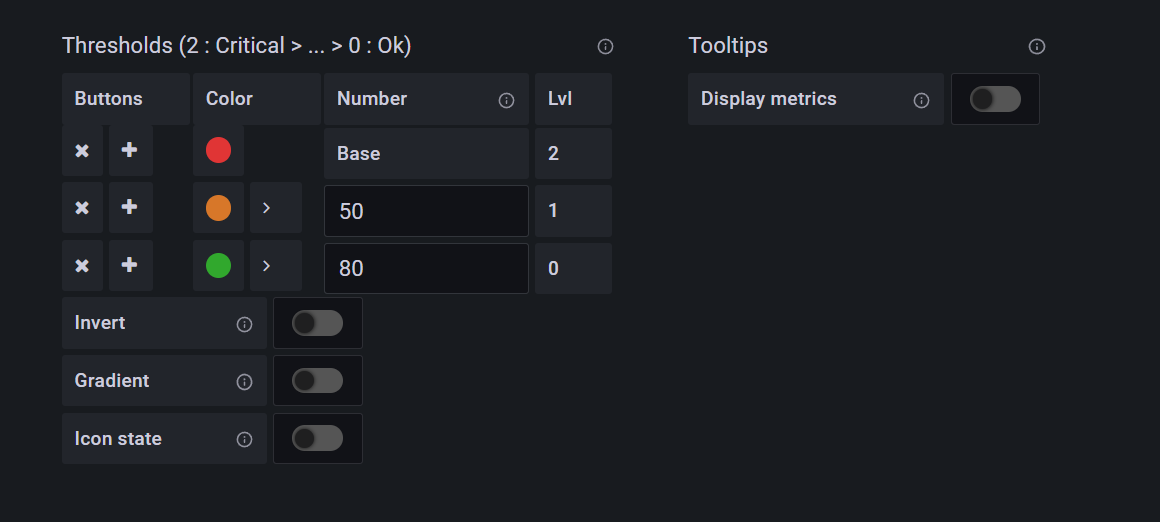 Thresholds (2 : Critical > ... > 0 : Ok)
Buttons Color Number Lvl
Base 2
> 50 1
> 80 0
Invert
Gradient
Icon state
Tooltips
Display metrics